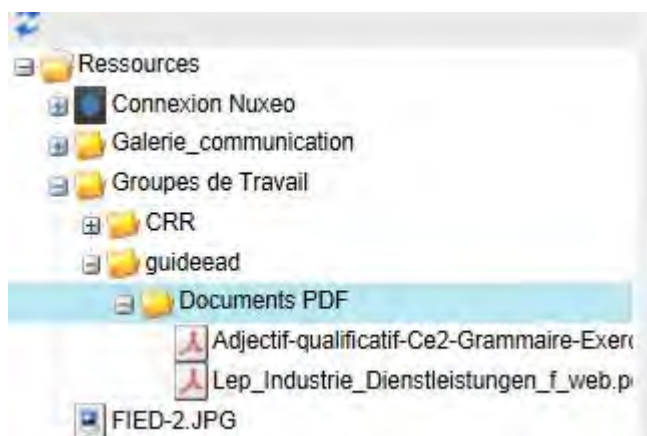 Ressources
Connexion Nuxeo
Galerie_communication
Groupes de Travail
CRR
guideead
Documents PDF
Adjectif-qualificatif-Ce2-Grammaire-Exer
Lep_Industrie_Dienstleistungen_f_web.p
FIED-2.JPG